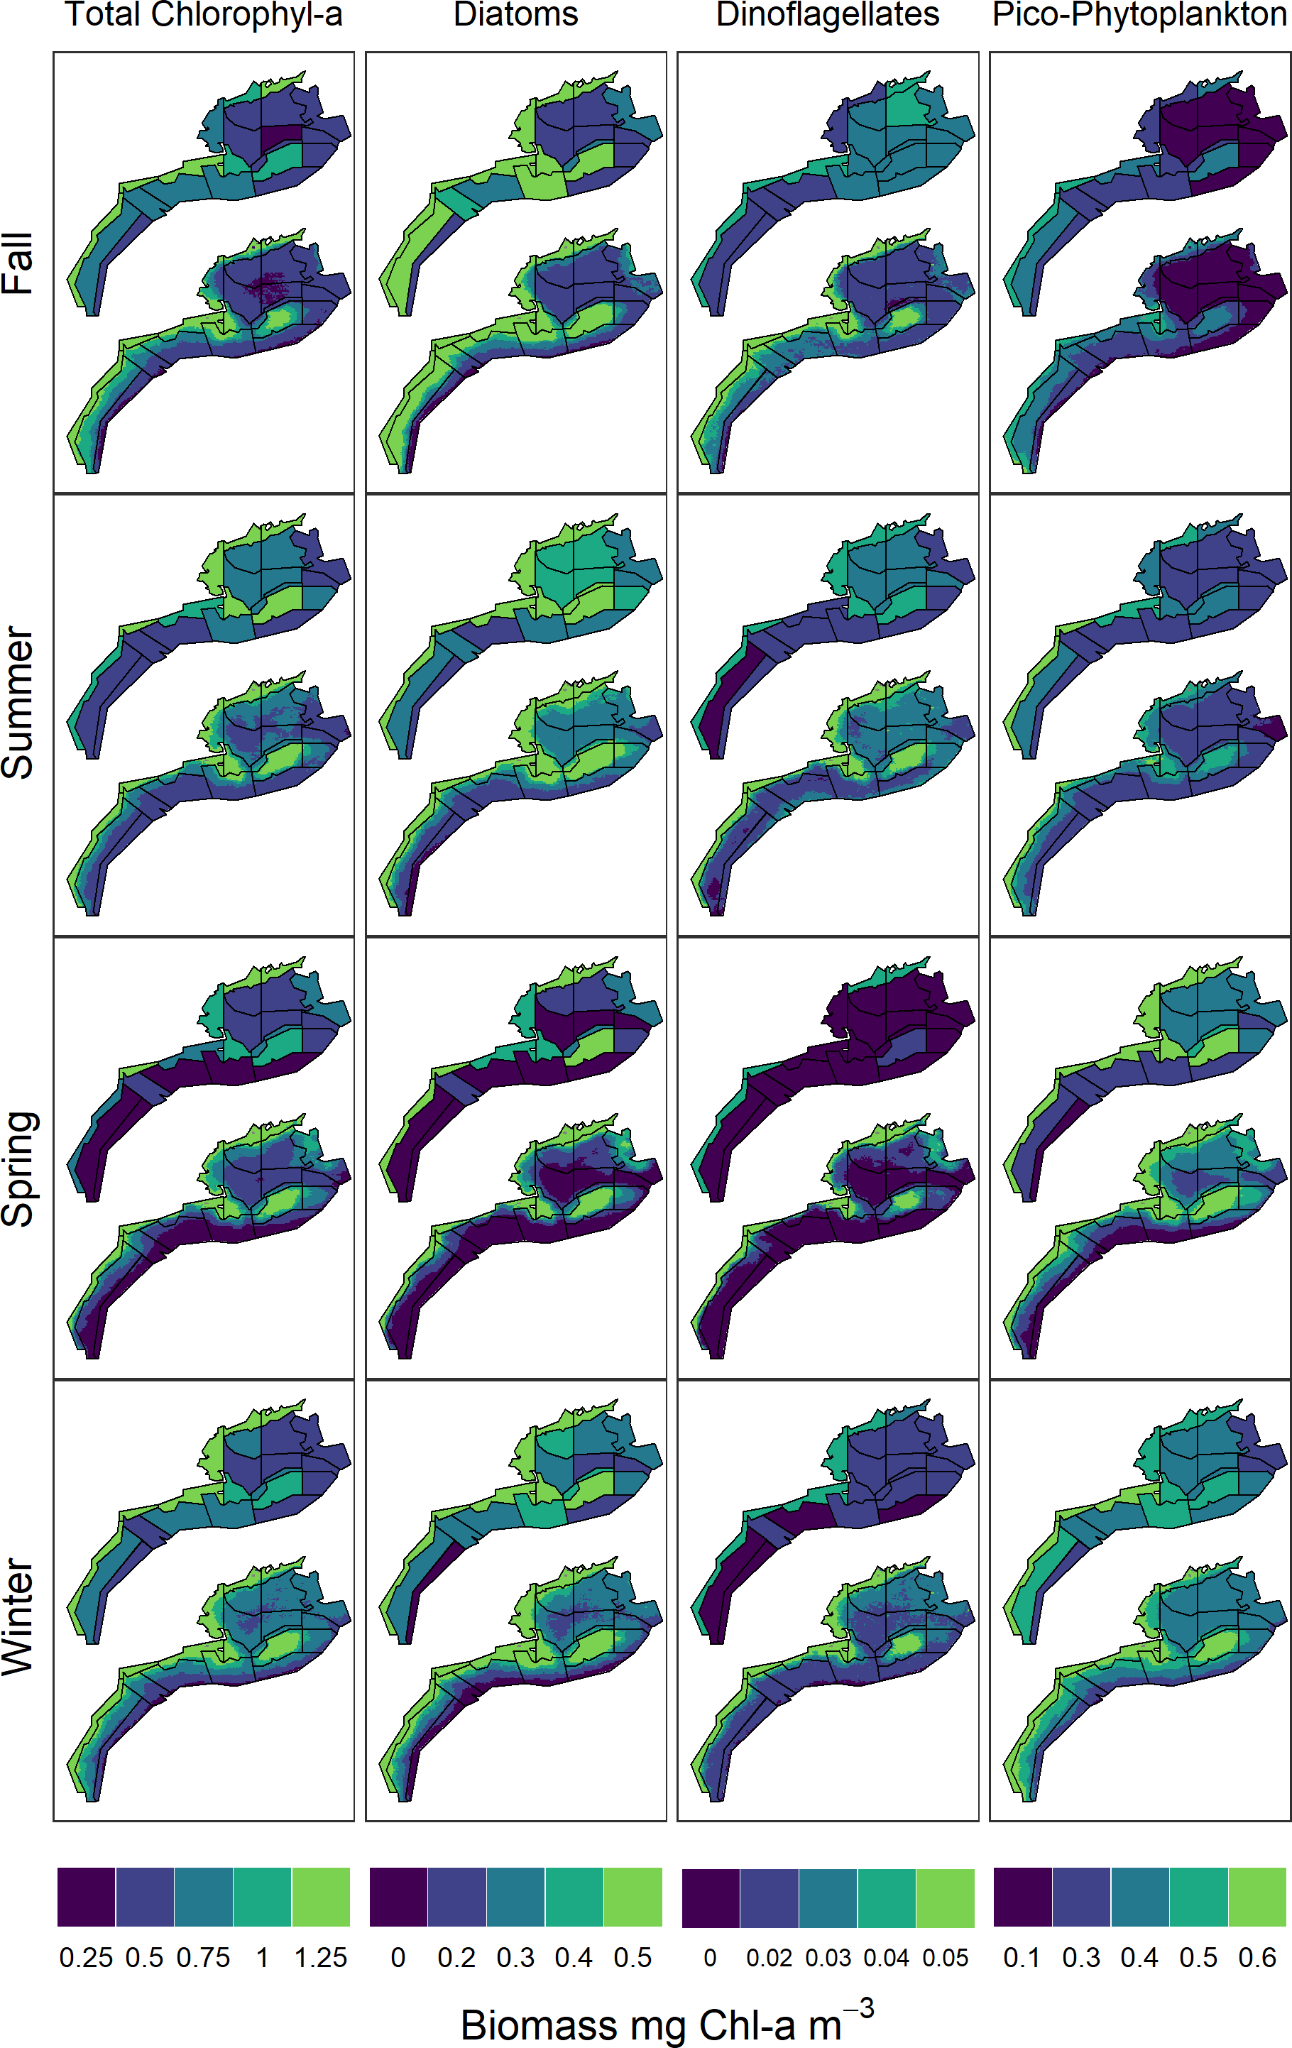 Total Chlorophyl-a Diatoms Dinoflagellates Pico-Phytoplankton
Fall
Summer
Spring
Winter
0.25 0.5 0.75 1 1.25 0 0.2 0.3 0.4 0.5 0 0.02 0.03 0.04 0.05 0.1 0.3 0.4 0.5 0.6
Biomass mg Chl-a m⁻³